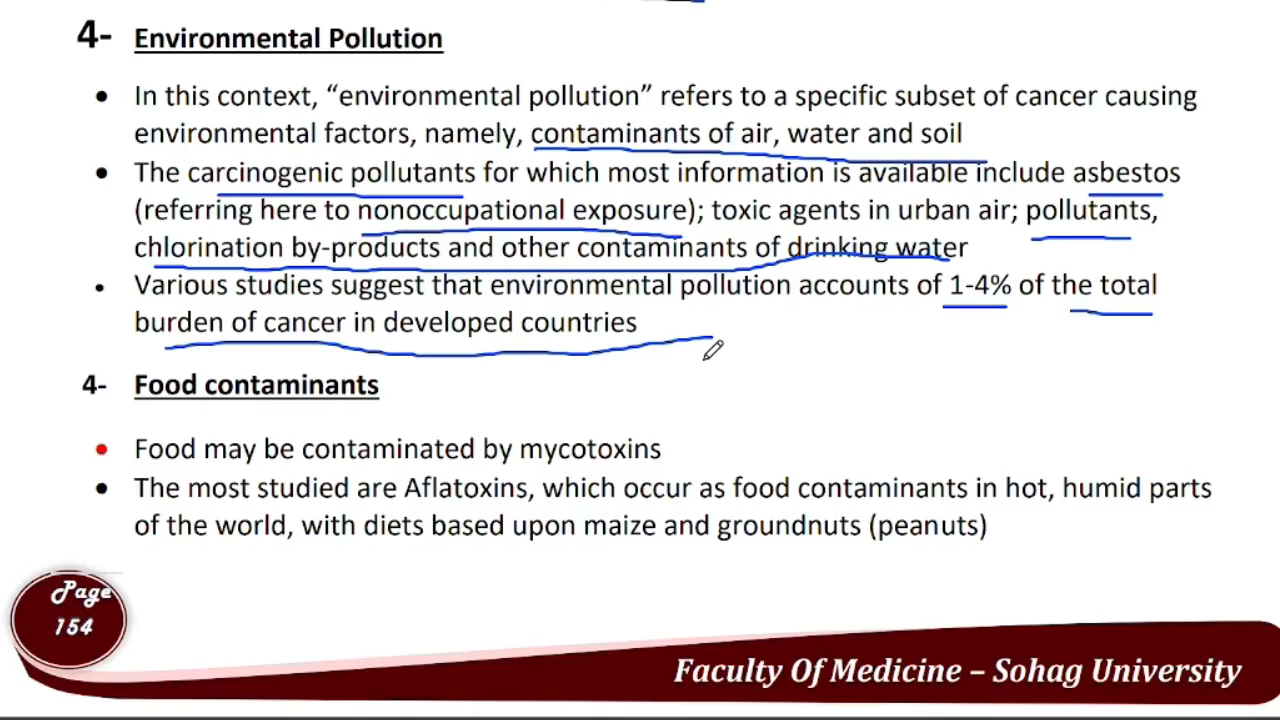 4- Environmental Pollution
• In this context, “environmental pollution” refers to a specific subset of cancer causing
environmental factors, namely, contaminants of air, water and soil
• The carcinogenic pollutants for which most information is available include asbestos
(referring here to nonoccupational exposure); toxic agents in urban air; pollutants,
chlorination by-products and other contaminants of drinking water
• Various studies suggest that environmental pollution accounts of 1-4% of the total
burden of cancer in developed countries
4- Food contaminants
• Food may be contaminated by mycotoxins
• The most studied are Aflatoxins, which occur as food contaminants in hot, humid parts
of the world, with diets based upon maize and groundnuts (peanuts)
Page
154
Faculty Of Medicine – Sohag University